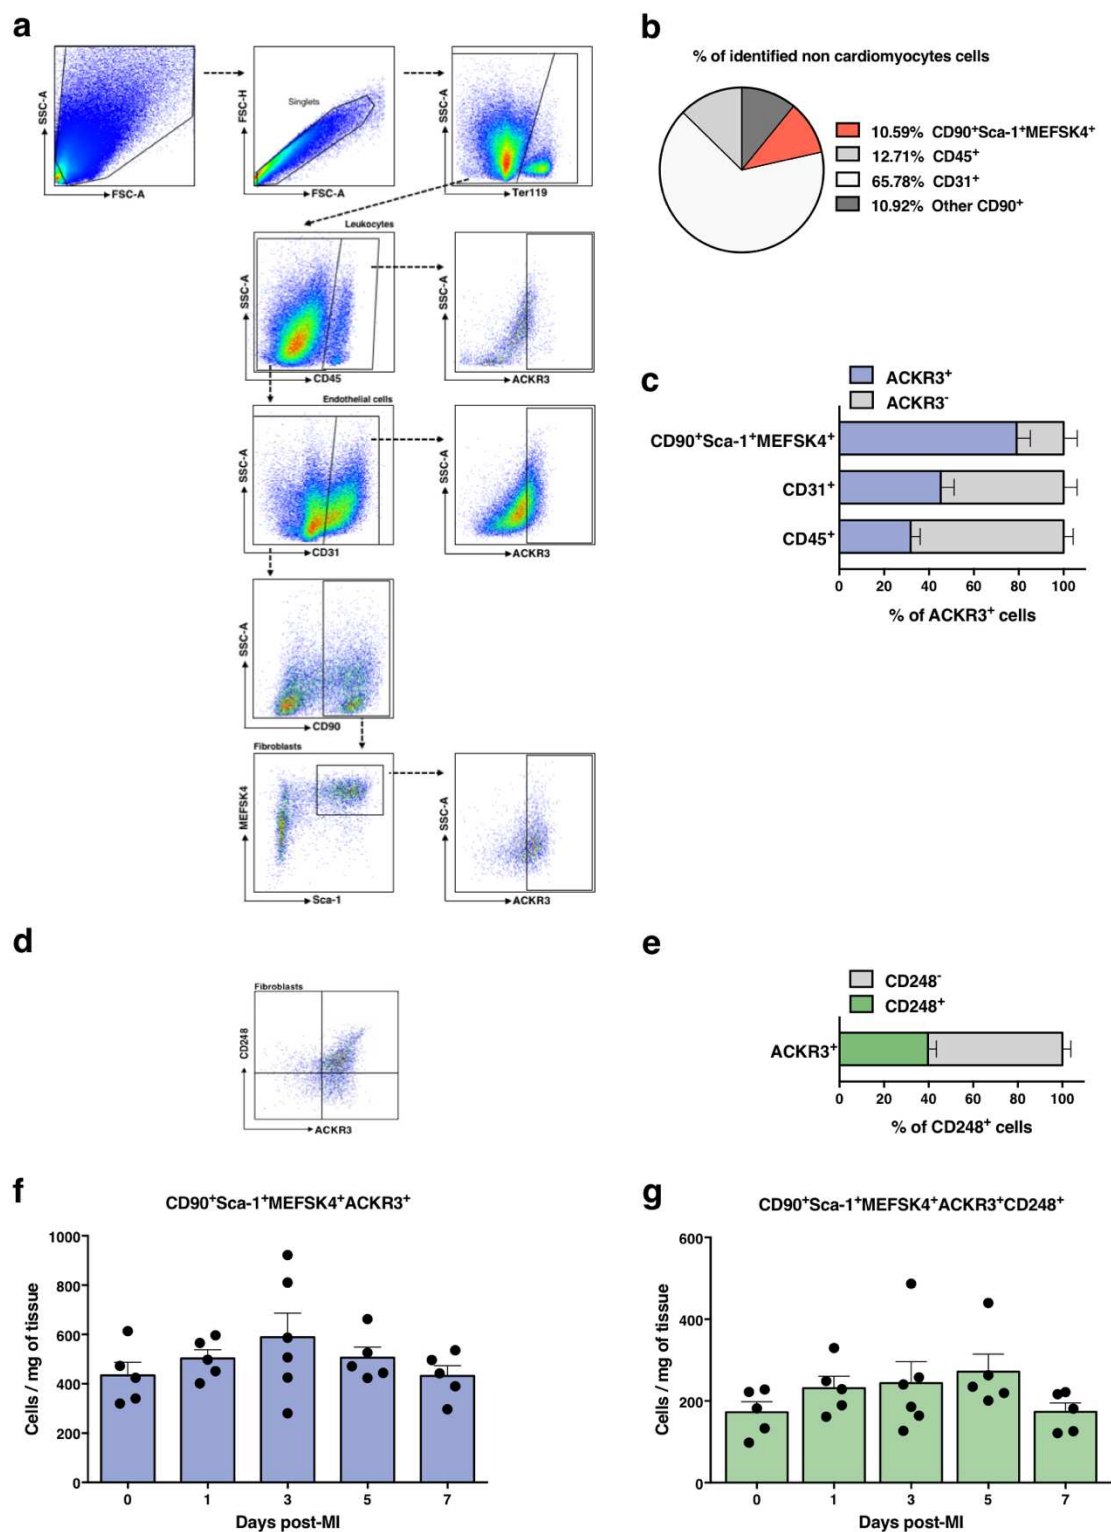 a
SSC-A
FSC-A
FSC-H
Singlets
FSC-A
SSC-A
Ter119
Leukocytes
SSC-A
CD45
SSC-A
ACKR3
Endothelial cells
SSC-A
CD31
SSC-A
ACKR3
SSC-A
CD90
Fibroblasts
MEFSK4
Sca-1
SSC-A
ACKR3
b
% of identified non cardiomyocytes cells
10.59% CD90⁺Sca-1⁺MEFSK4⁺
12.71% CD45⁺
65.78% CD31⁺
10.92% Other CD90⁺
c
ACKR3⁺
ACKR3⁻
CD90⁺Sca-1⁺MEFSK4⁺
CD31⁺
CD45⁺
0 20 40 60 80 100
% of ACKR3⁺ cells
d
Fibroblasts
CD248
ACKR3
e
CD248⁻
CD248⁺
ACKR3⁺
0 20 40 60 80 100
% of CD248⁺ cells
f
CD90⁺Sca-1⁺MEFSK4⁺ACKR3⁺
Cells / mg of tissue
1000
800
600
400
200
0
0 1 3 5 7
Days post-MI
g
CD90⁺Sca-1⁺MEFSK4⁺ACKR3⁺CD248⁺
Cells / mg of tissue
600
400
200
0
0 1 3 5 7
Days post-MI